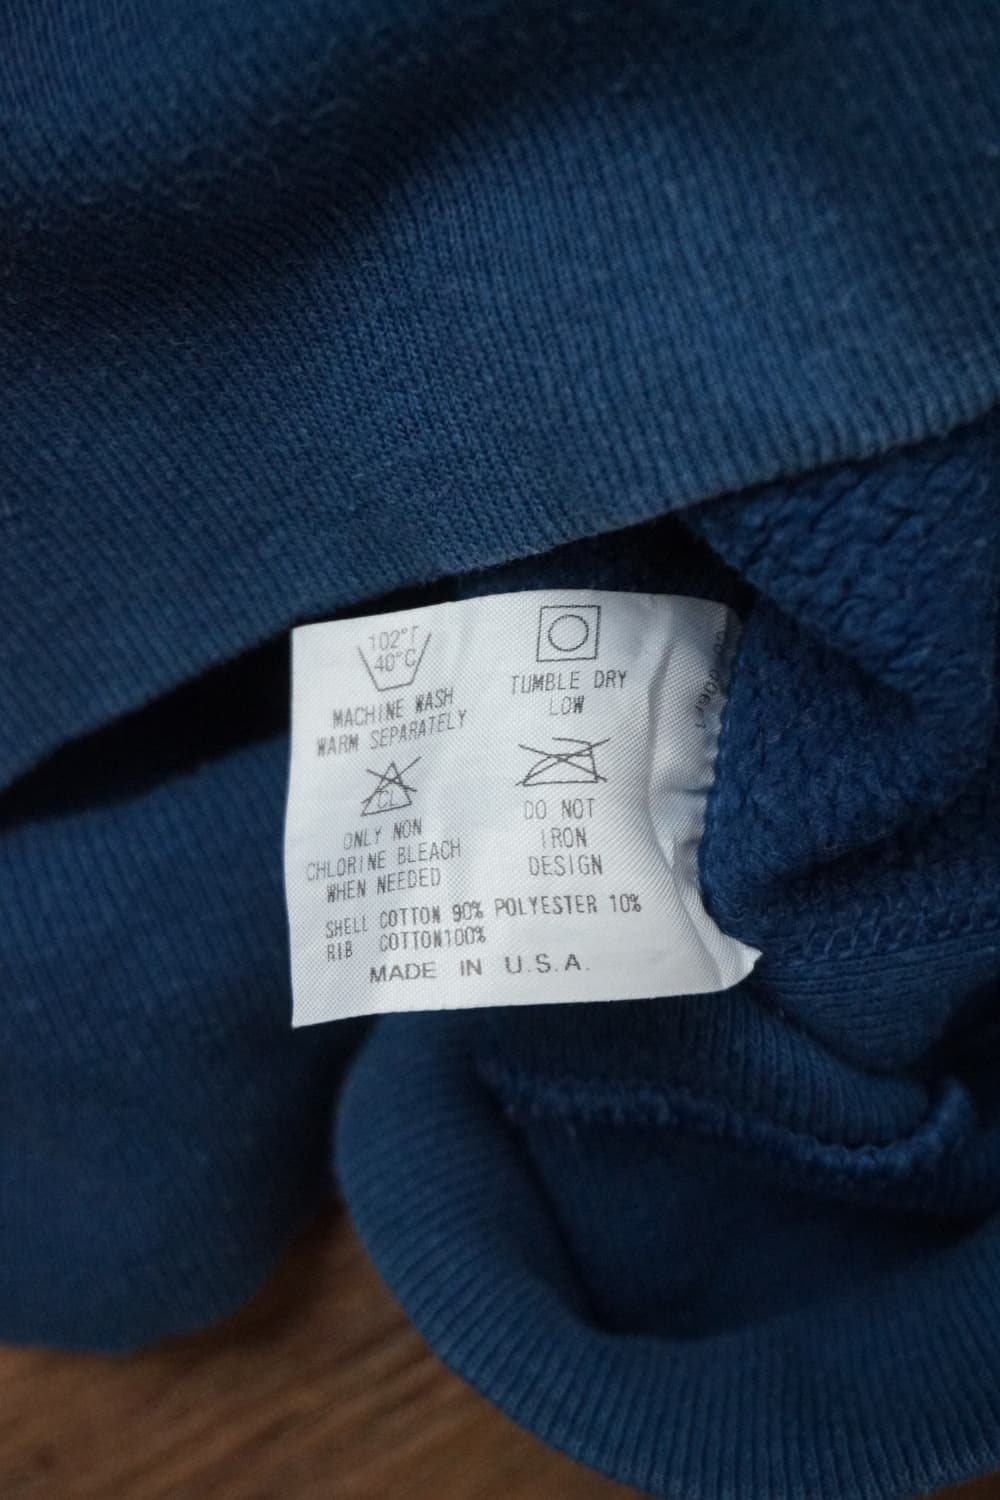 102°F
40°C
MACHINE WASH
WARM SEPARATELY
TUMBLE DRY
LOW
CL
ONLY NON
CHLORINE BLEACH
WHEN NEEDED
DO NOT
IRON
DESIGN
SHELL COTTON 90% POLYESTER 10%
RIB COTTON100%
MADE IN U.S.A.